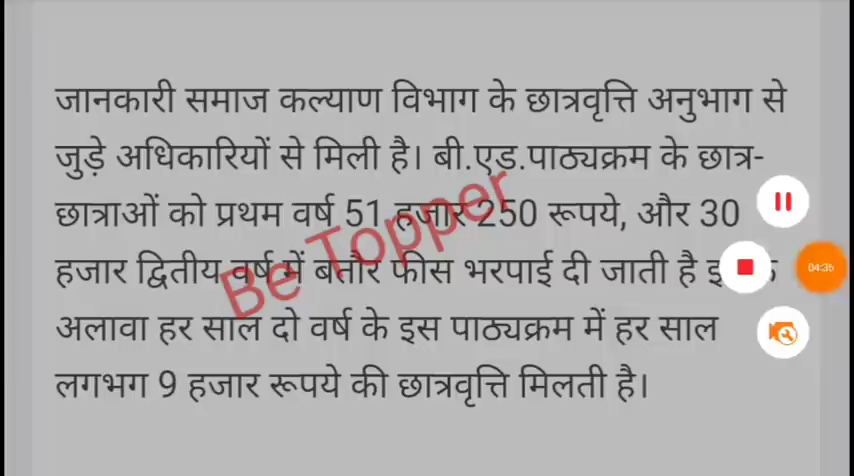 जानकारी समाज कल्याण विभाग के छात्रवृत्ति अनुभाग से
जुड़े अधिकारियों से मिली है। बी.एड.पाठ्यक्रम के छात्र-
छात्राओं को प्रथम वर्ष 51 हजार 250 रूपये, और 30
हजार द्वितीय वर्ष में बतौर फीस भरपाई दी जाती है
अलावा हर साल दो वर्ष के इस पाठ्यक्रम में हर साल
लगभग 9 हजार रूपये की छात्रवृत्ति मिलती है।
Be Topper
04:35